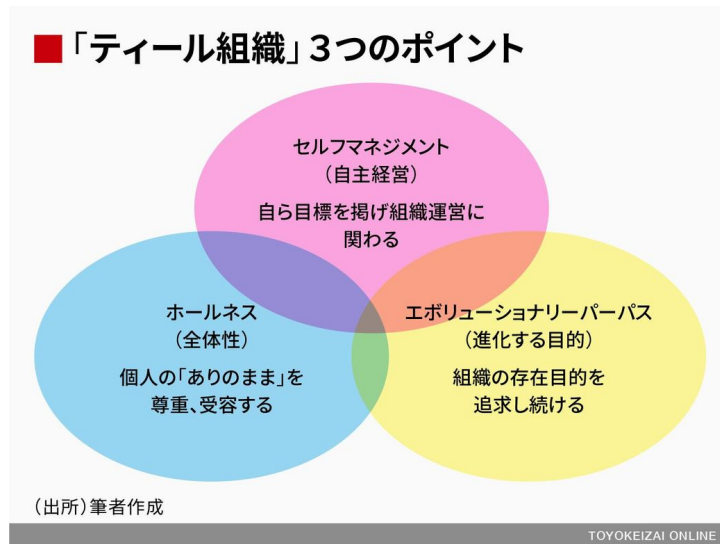 ■「ティール組織」3つのポイント
セルフマネジメント
（自主経営）
自ら目標を掲げ組織運営に
関わる
ホールネス
（全体性）
個人の「ありのまま」を
尊重、受容する
エボリューショナリーパーパス
（進化する目的）
組織の存在目的を
追求し続ける
（出所）筆者作成
TOYOKEIZAI ONLINE